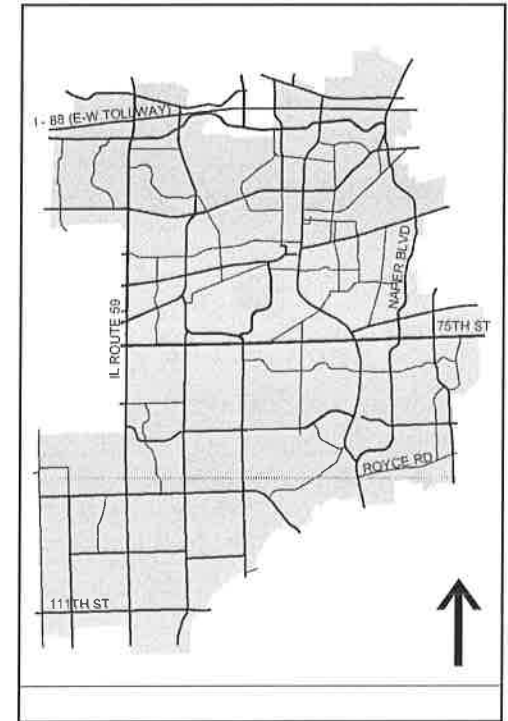 I - 88 (E-W TOLLWAY)
NAPER BLVD
IL ROUTE 59
75TH ST
ROYCE RD
111TH ST